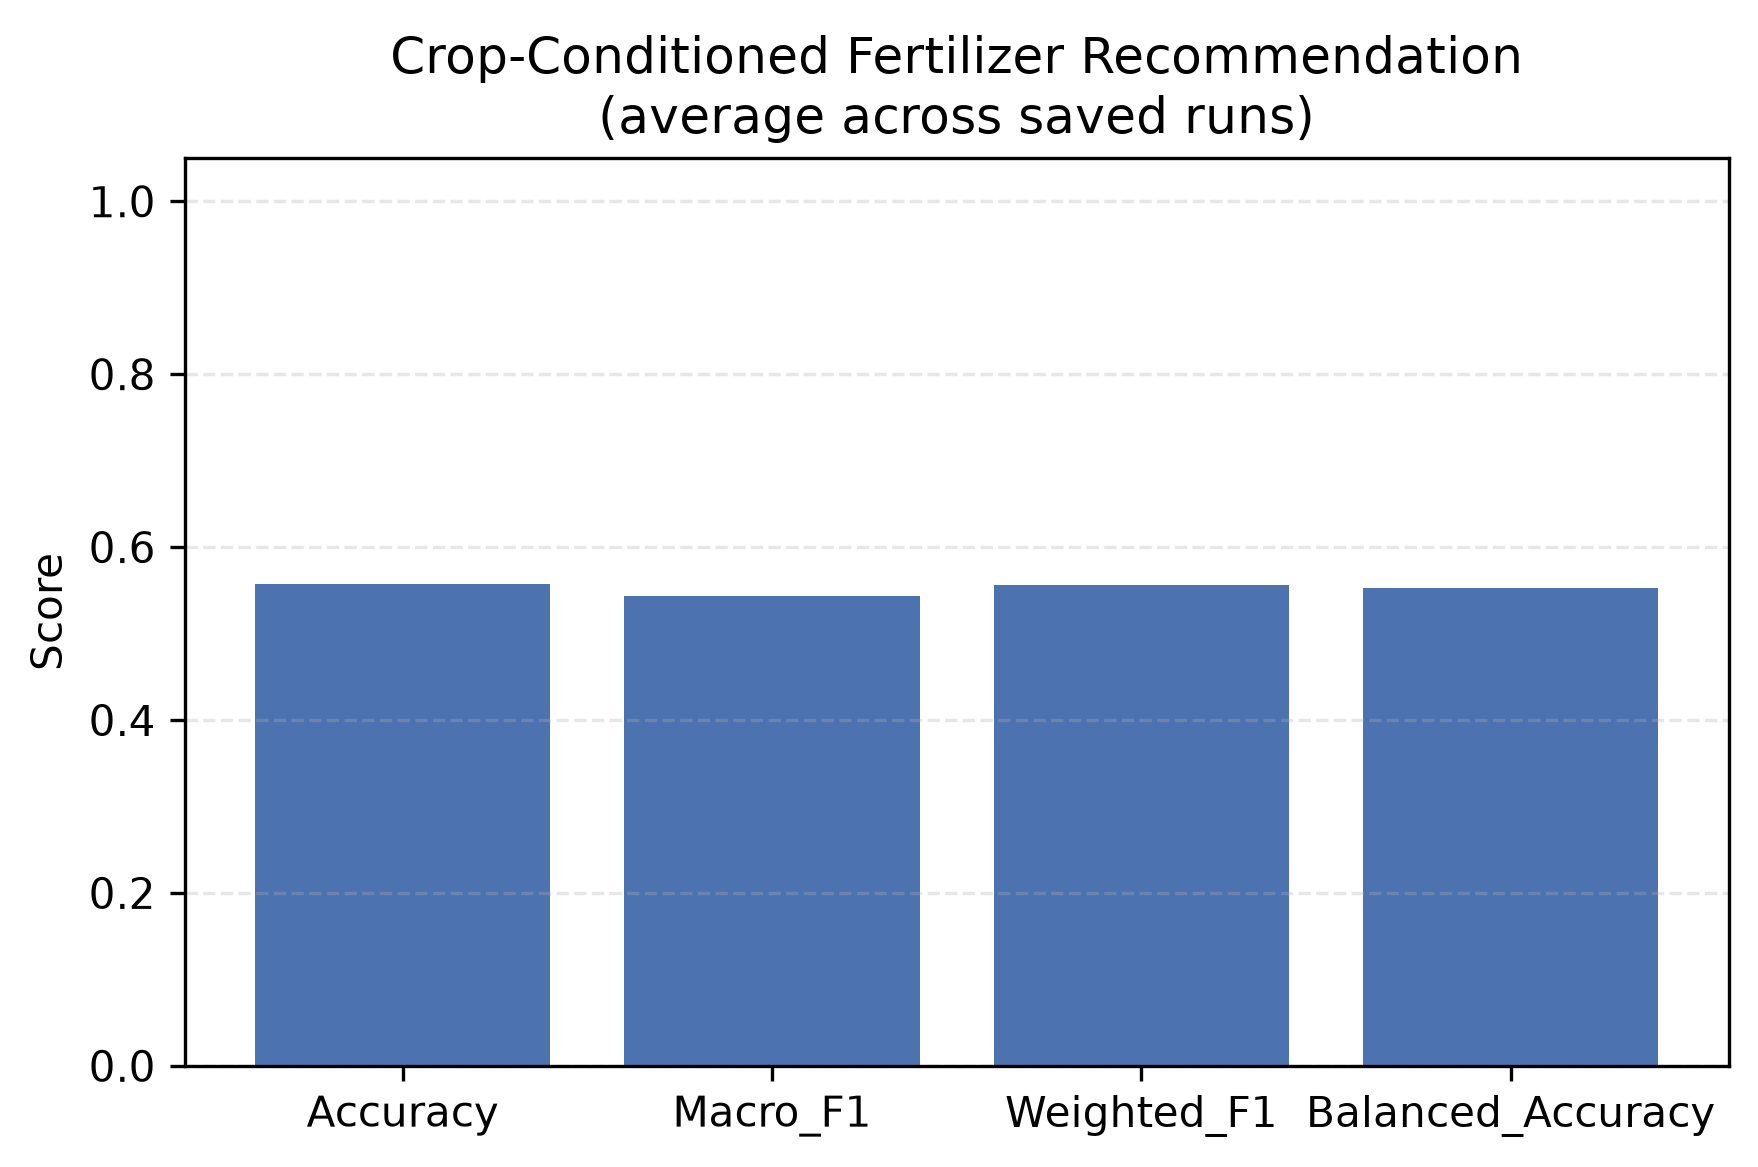 Crop-Conditioned Fertilizer Recommendation
(average across saved runs)
1.0
0.8
0.6
0.4
0.2
0.0
Score
Accuracy
Macro_F1
Weighted_F1
Balanced_Accuracy